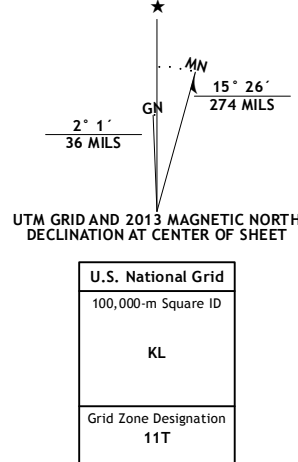 ★
MN
GN
15° 26´
274 MILS
2° 1´
36 MILS
UTM GRID AND 2013 MAGNETIC NORTH
DECLINATION AT CENTER OF SHEET
U.S. National Grid
100,000-m Square ID
KL
Grid Zone Designation
11T